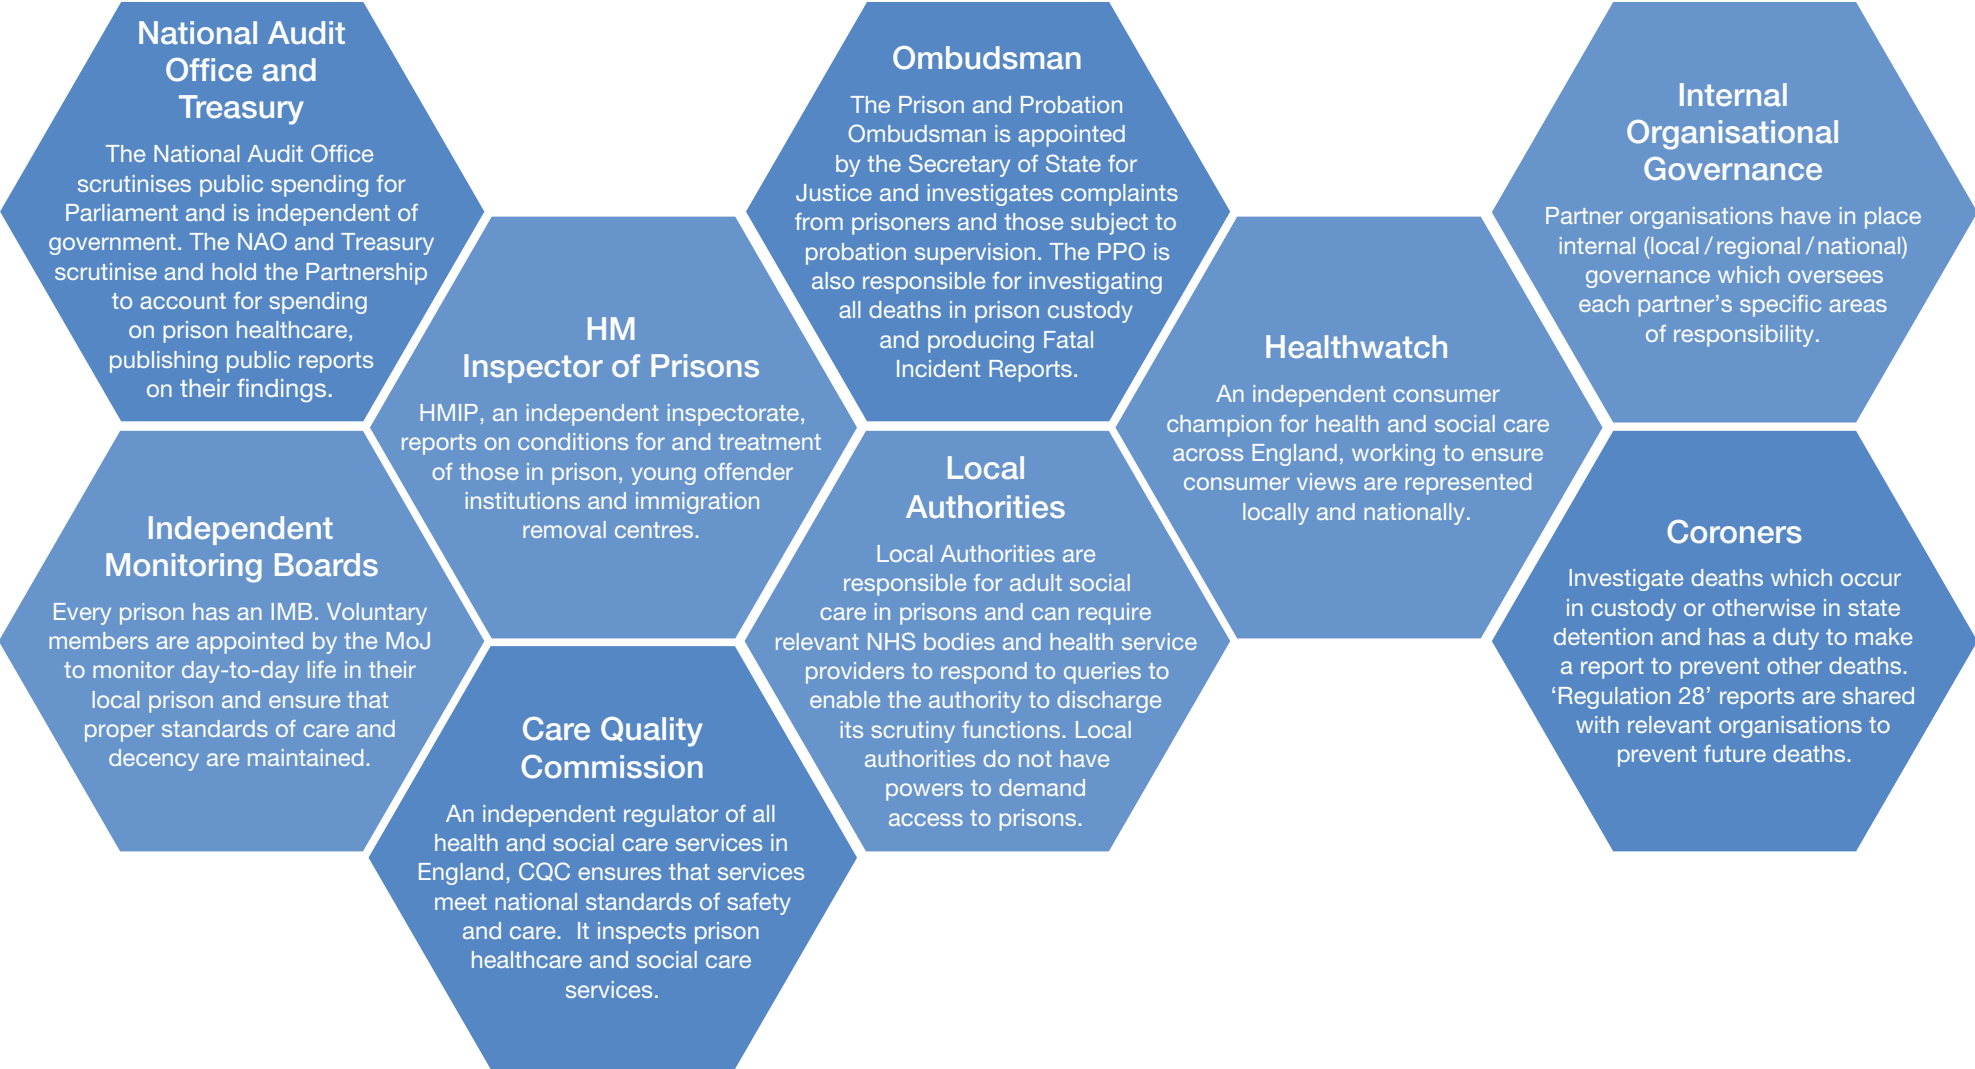 National Audit
Office and
Treasury
The National Audit Office
scrutinises public spending for
Parliament and is independent of
government. The NAO and Treasury
scrutinise and hold the Partnership
to account for spending
on prison healthcare,
publishing public reports
on their findings.
Independent
Monitoring Boards
Every prison has an IMB. Voluntary
members are appointed by the MoJ
to monitor day-to-day life in their
local prison and ensure that
proper standards of care and
decency are maintained.
HM
Inspector of Prisons
HMIP, an independent inspectorate,
reports on conditions for and treatment
of those in prison, young offender
institutions and immigration
removal centres.
Care Quality
Commission
An independent regulator of all
health and social care services in
England, CQC ensures that services
meet national standards of safety
and care.  It inspects prison
healthcare and social care
services.
Ombudsman
The Prison and Probation
Ombudsman is appointed
by the Secretary of State for
Justice and investigates complaints
from prisoners and those subject to
probation supervision. The PPO is
also responsible for investigating
all deaths in prison custody
and producing Fatal
Incident Reports.
Local
Authorities
Local Authorities are
responsible for adult social
care in prisons and can require
relevant NHS bodies and health service
providers to respond to queries to
enable the authority to discharge
its scrutiny functions. Local
authorities do not have
powers to demand
access to prisons.
Healthwatch
An independent consumer
champion for health and social care
across England, working to ensure
consumer views are represented
locally and nationally.
Internal
Organisational
Governance
Partner organisations have in place
internal (local / regional / national)
governance which oversees
each partner’s specific areas
of responsibility.
Coroners
Investigate deaths which occur
in custody or otherwise in state
detention and has a duty to make
a report to prevent other deaths.
‘Regulation 28’ reports are shared
with relevant organisations to
prevent future deaths.